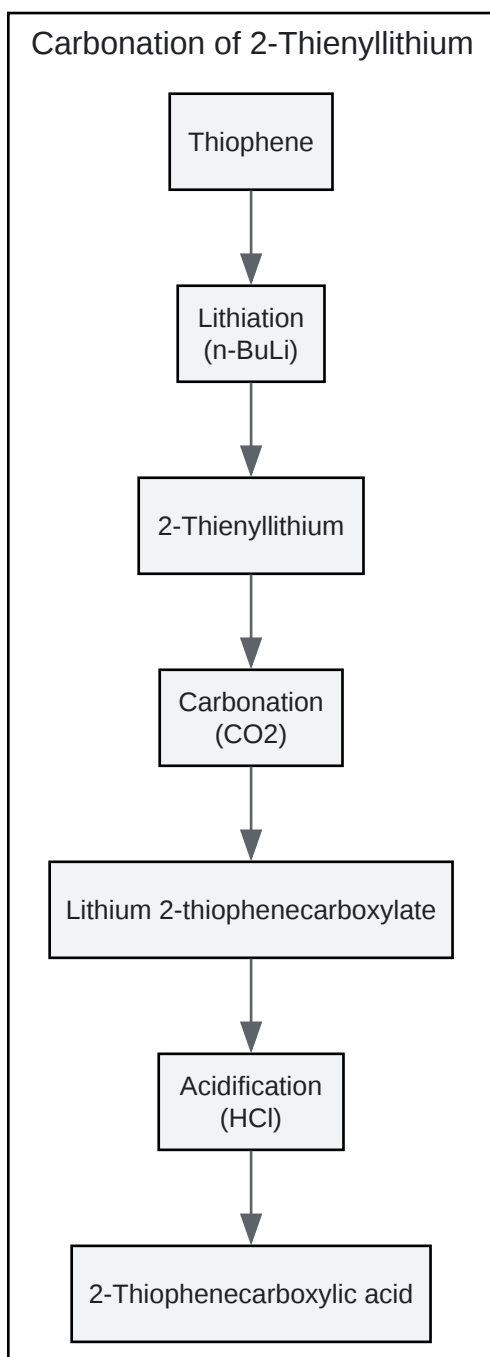 Carbonation of 2-Thienyllithium
Thiophene
Lithiation
(n-BuLi)
2-Thienyllithium
Carbonation
(CO2)
Lithium 2-thiophenecarboxylate
Acidification
(HCl)
2-Thiophenecarboxylic acid